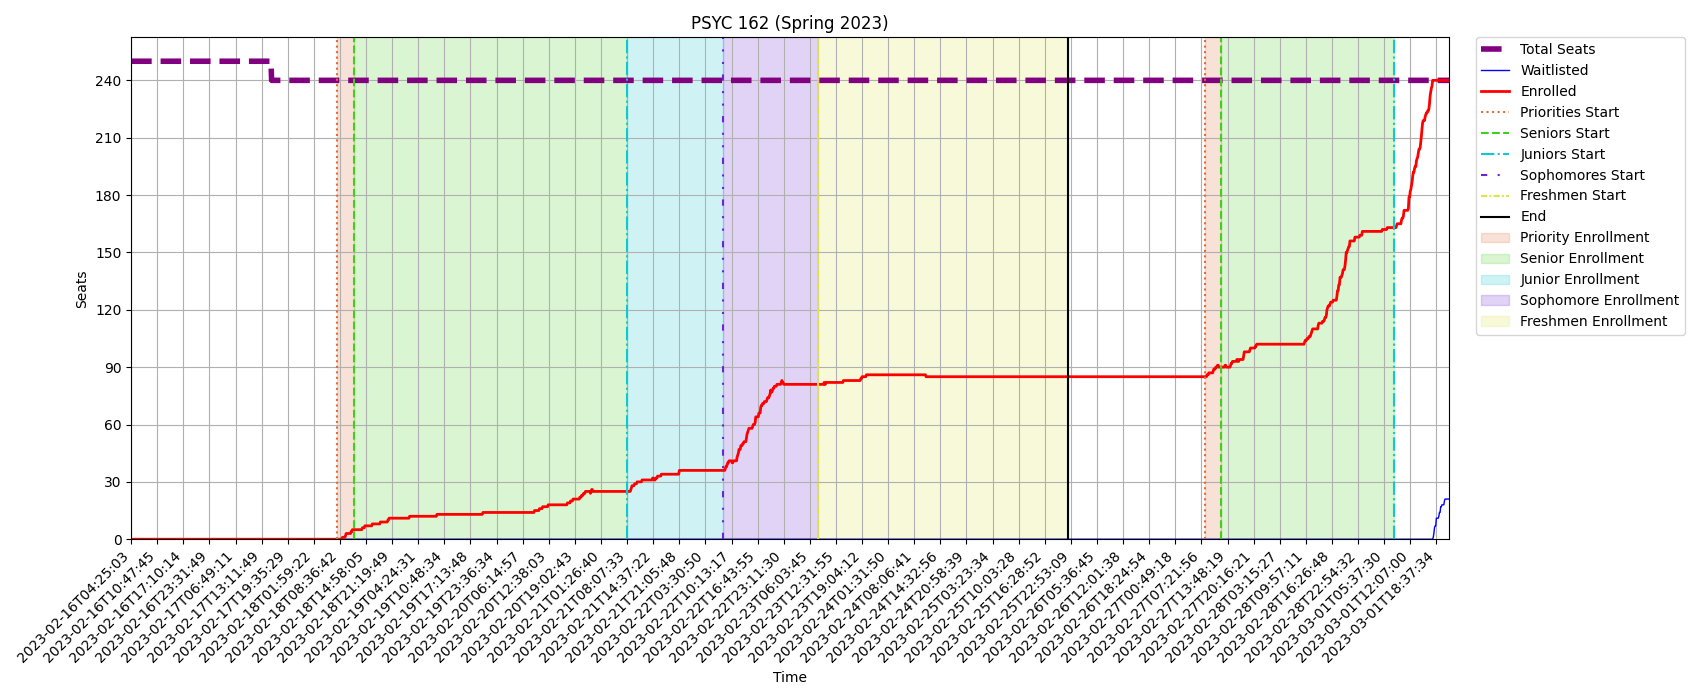 PSYC 162 (Spring 2023)
Seats
240
210
180
150
120
90
60
30
0
2023-02-16T04:25:03
2023-02-16T10:47:45
2023-02-16T17:10:14
2023-02-16T23:31:49
2023-02-17T06:49:11
2023-02-17T13:11:49
2023-02-17T19:35:29
2023-02-18T01:59:22
2023-02-18T08:36:42
2023-02-18T14:58:05
2023-02-18T21:19:49
2023-02-19T04:24:31
2023-02-19T10:48:34
2023-02-19T17:13:48
2023-02-19T23:36:34
2023-02-20T06:14:57
2023-02-20T12:38:03
2023-02-20T19:02:43
2023-02-21T01:26:40
2023-02-21T08:07:33
2023-02-21T14:37:22
2023-02-21T21:05:48
2023-02-22T03:30:50
2023-02-22T10:13:17
2023-02-22T16:43:55
2023-02-22T23:11:30
2023-02-23T06:03:45
2023-02-23T12:31:55
2023-02-23T19:04:12
2023-02-24T01:31:50
2023-02-24T08:06:41
2023-02-24T14:32:56
2023-02-24T20:58:39
2023-02-25T03:23:34
2023-02-25T10:03:28
2023-02-25T16:28:52
2023-02-25T22:53:09
2023-02-26T05:36:45
2023-02-26T12:01:38
2023-02-26T18:24:54
2023-02-27T00:49:18
2023-02-27T07:21:56
2023-02-27T13:48:19
2023-02-27T20:16:21
2023-02-28T03:15:27
2023-02-28T09:57:11
2023-02-28T16:26:48
2023-02-28T22:54:32
2023-03-01T05:37:30
2023-03-01T12:07:00
2023-03-01T18:37:34
Time
Total Seats
Waitlisted
Enrolled
Priorities Start
Seniors Start
Juniors Start
Sophomores Start
Freshmen Start
End
Priority Enrollment
Senior Enrollment
Junior Enrollment
Sophomore Enrollment
Freshmen Enrollment